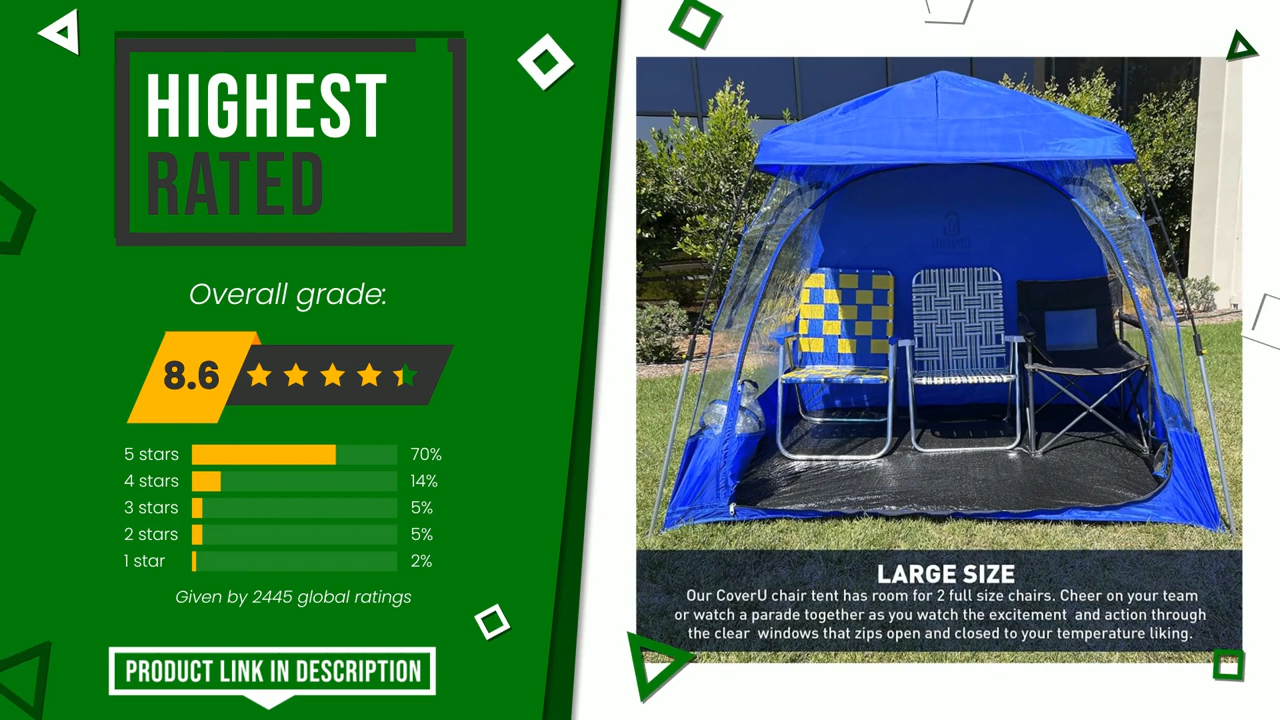 HIGHEST
RATED
Overall grade:
8.6
5 stars 70%
4 stars 14%
3 stars 5%
2 stars 5%
1 star 2%
Given by 2445 global ratings
PRODUCT LINK IN DESCRIPTION
LARGE SIZE
Our CoverU chair tent has room for 2 full size chairs. Cheer on your team
or watch a parade together as you watch the excitement and action through
the clear windows that zips open and closed to your temperature liking.